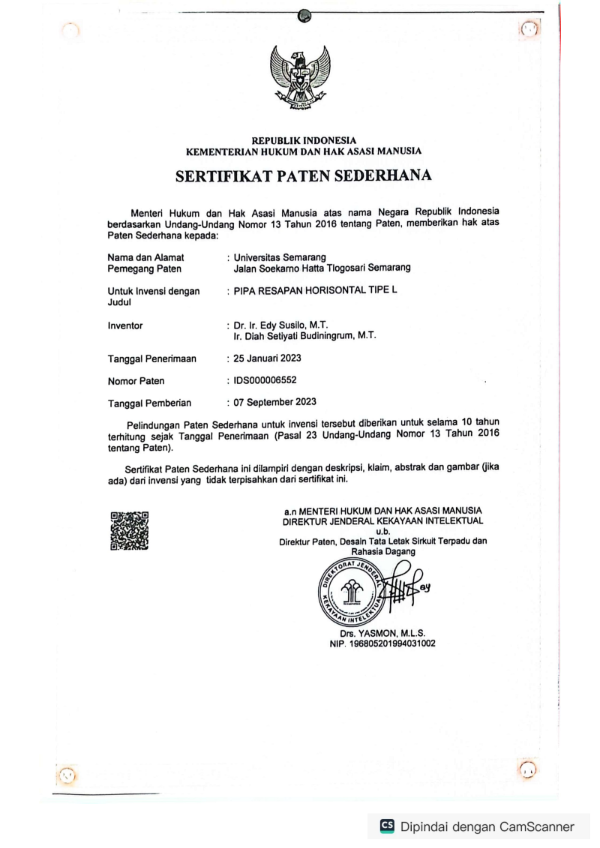 REPUBLIK INDONESIA
KEMENTERIAN HUKUM DAN HAK ASASI MANUSIA
SERTIFIKAT PATEN SEDERHANA
Menteri Hukum dan Hak Asasi Manusia atas nama Negara Republik Indonesia
berdasarkan Undang-Undang Nomor 13 Tahun 2016 tentang Paten, memberikan hak atas
Paten Sederhana kepada:
Nama dan Alamat : Universitas Semarang
Pemegang Paten Jalan Soekarno Hatta Tlogosari Semarang
Untuk Invensi dengan : PIPA RESAPAN HORISONTAL TIPE L
Judul
Inventor : Dr. Ir. Edy Susilo, M.T.
Ir. Diah Setiyati Budiningrum, M.T.
Tanggal Penerimaan : 25 Januari 2023
Nomor Paten : IDS000006552
Tanggal Pemberian : 07 September 2023
Pelindungan Paten Sederhana untuk invensi tersebut diberikan untuk selama 10 tahun
terhitung sejak Tanggal Penerimaan (Pasal 23 Undang-Undang Nomor 13 Tahun 2016
tentang Paten).
Sertifikat Paten Sederhana ini dilampiri dengan deskripsi, klaim, abstrak dan gambar (jika
ada) dari invensi yang tidak terpisahkan dari sertifikat ini.
a.n MENTERI HUKUM DAN HAK ASASI MANUSIA
DIREKTUR JENDERAL KEKAYAAN INTELEKTUAL
u.b.
Direktur Paten, Desain Tata Letak Sirkuit Terpadu dan
Rahasia Dagang
DIREKTORAT JENDERAL
KEKAYAAN INTELEKTUAL
Drs. YASMON, M.L.S.
NIP. 196805201994031002
CS Dipindai dengan CamScanner